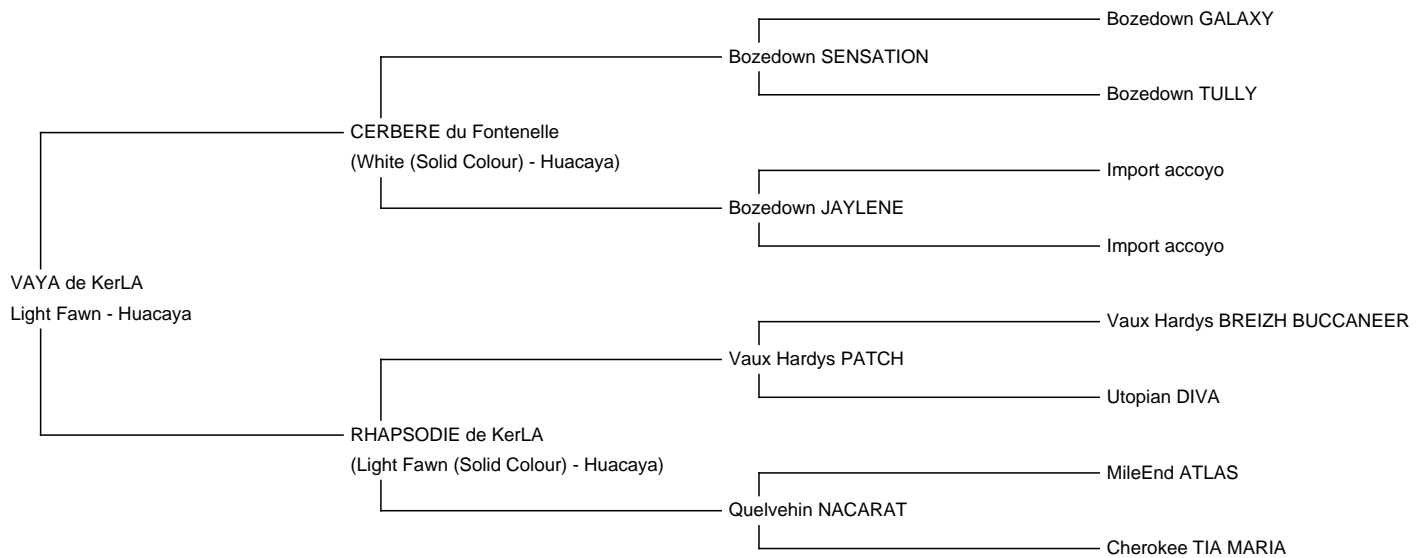 Bozedown GALAXY
Bozedown SENSATION
Bozedown TULLY
CERBERE du Fontenelle
(White (Solid Colour) - Huacaya)
Import accoyo
Bozedown JAYLENE
Import accoyo
VAYA de KerLA
Light Fawn - Huacaya
Vaux Hardys BREIZH BUCCANEER
Vaux Hardys PATCH
Utopian DIVA
RHAPSODIE de KerLA
(Light Fawn (Solid Colour) - Huacaya)
MileEnd ATLAS
Quelvehin NACARAT
Cherokee TIA MARIA